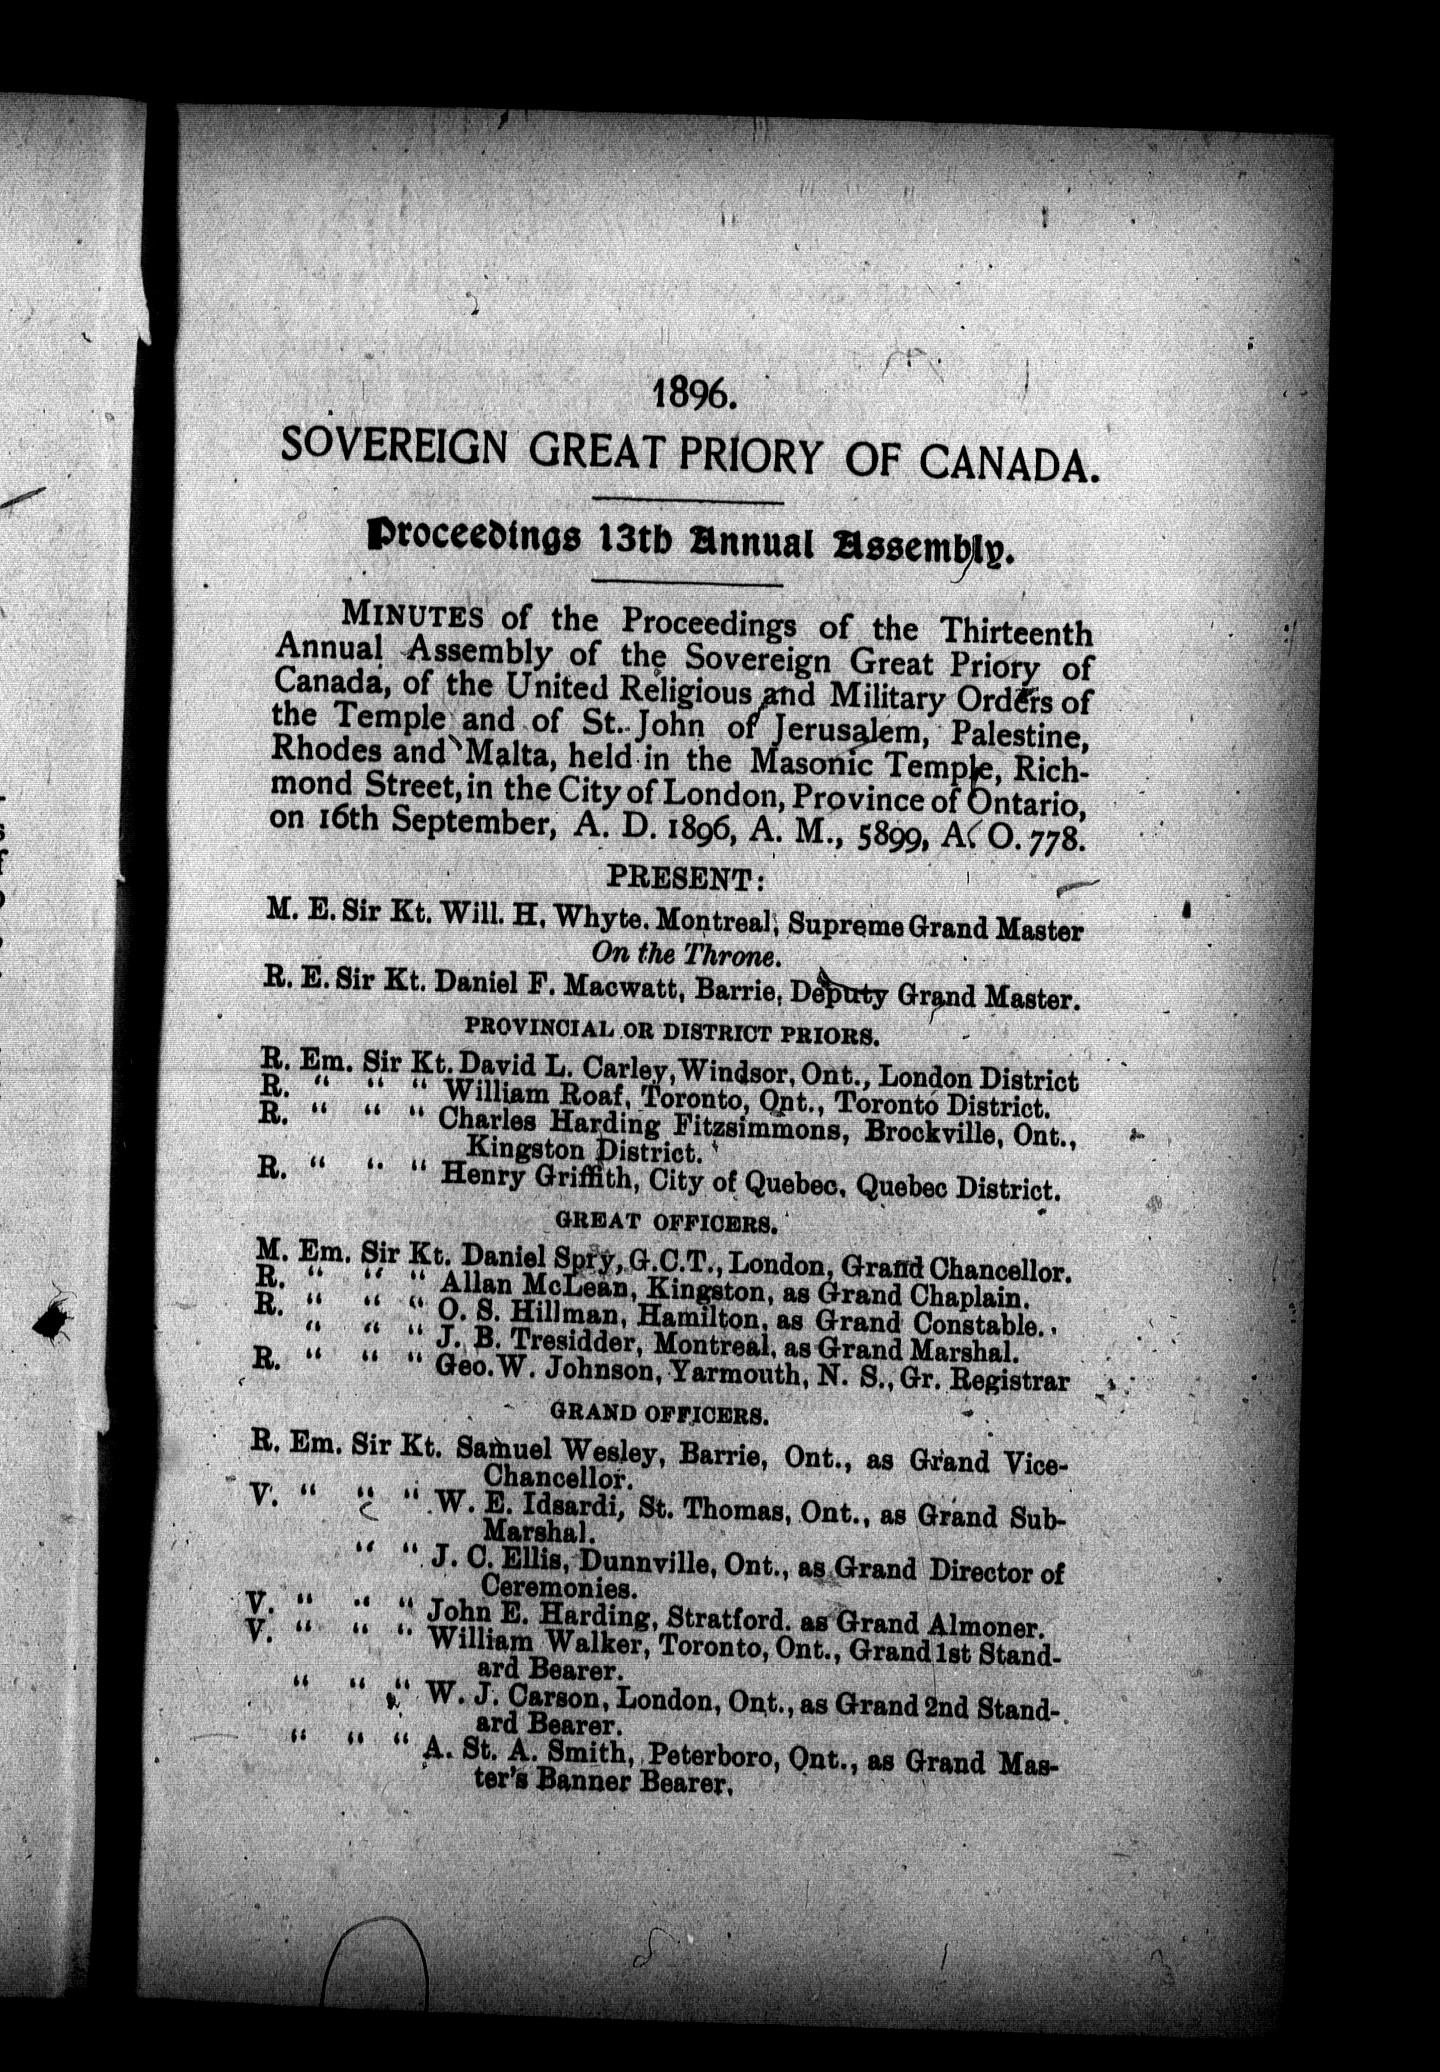 1896.
SOVEREIGN GREAT PRIORY OF CANADA.
Proceedings 13th Annual Assembly.
MINUTES of the Proceedings of the Thirteenth
Annual Assembly of the Sovereign Great Priory of
Canada, of the United Religious and Military Orders of
the Temple and of St. John of Jerusalem, Palestine,
Rhodes and Malta, held in the Masonic Temple, Rich-
mond Street, in the City of London, Province of Ontario,
on 16th September, A. D. 1896, A. M., 5899, A. O. 778.
PRESENT:
M. E. Sir Kt. Will. H. Whyte. Montreal, Supreme Grand Master
On the Throne.
R. E. Sir Kt. Daniel F. Macwatt, Barrie, Deputy Grand Master.
PROVINCIAL OR DISTRICT PRIORS.
R. Em. Sir Kt. David L. Carley, Windsor, Ont., London District
R. " " " William Roaf, Toronto, Ont., Toronto District.
R. " " " Charles Harding Fitzsimmons, Brockville, Ont.,
Kingston District.
R. " " " Henry Griffith, City of Quebec, Quebec District.
GREAT OFFICERS.
M. Em. Sir Kt. Daniel Spry, G.C.T., London, Grand Chancellor.
R. " " " Allan McLean, Kingston, as Grand Chaplain.
R. " " " O. S. Hillman, Hamilton, as Grand Constable.
" " " J. B. Tresidder, Montreal, as Grand Marshal.
R. " " " Geo. W. Johnson, Yarmouth, N. S., Gr. Registrar
GRAND OFFICERS.
R. Em. Sir Kt. Samuel Wesley, Barrie, Ont., as Grand Vice-
Chancellor.
V. " " " W. E. Idsardi, St. Thomas, Ont., as Grand Sub-
Marshal.
" " J. C. Ellis, Dunnville, Ont., as Grand Director of
Ceremonies.
V. " " " John E. Harding, Stratford. as Grand Almoner.
V. " " " William Walker, Toronto, Ont., Grand 1st Stand-
ard Bearer.
" " " W. J. Carson, London, Ont., as Grand 2nd Stand-
ard Bearer.
" " " A. St. A. Smith, Peterboro, Ont., as Grand Mas-
ter's Banner Bearer.